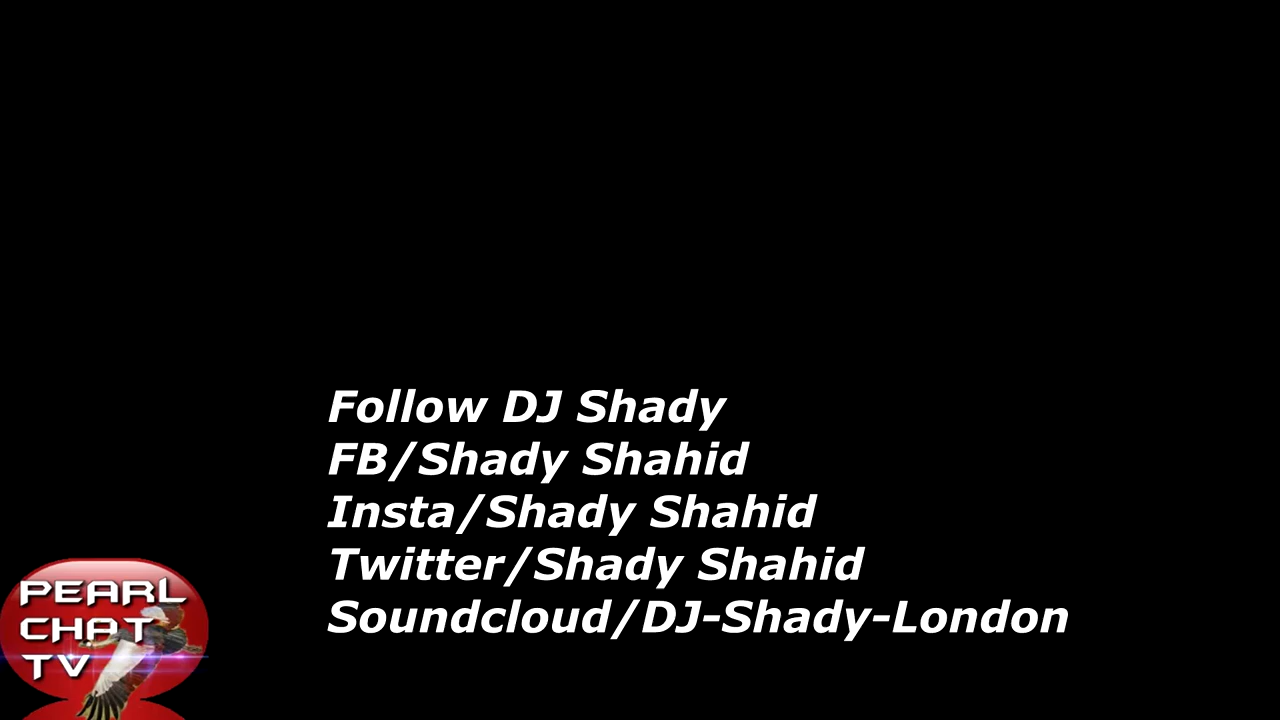 Follow DJ Shady
FB/Shady Shahid
Insta/Shady Shahid
Twitter/Shady Shahid
Soundcloud/DJ-Shady-London
PEARL
CHAT
TV